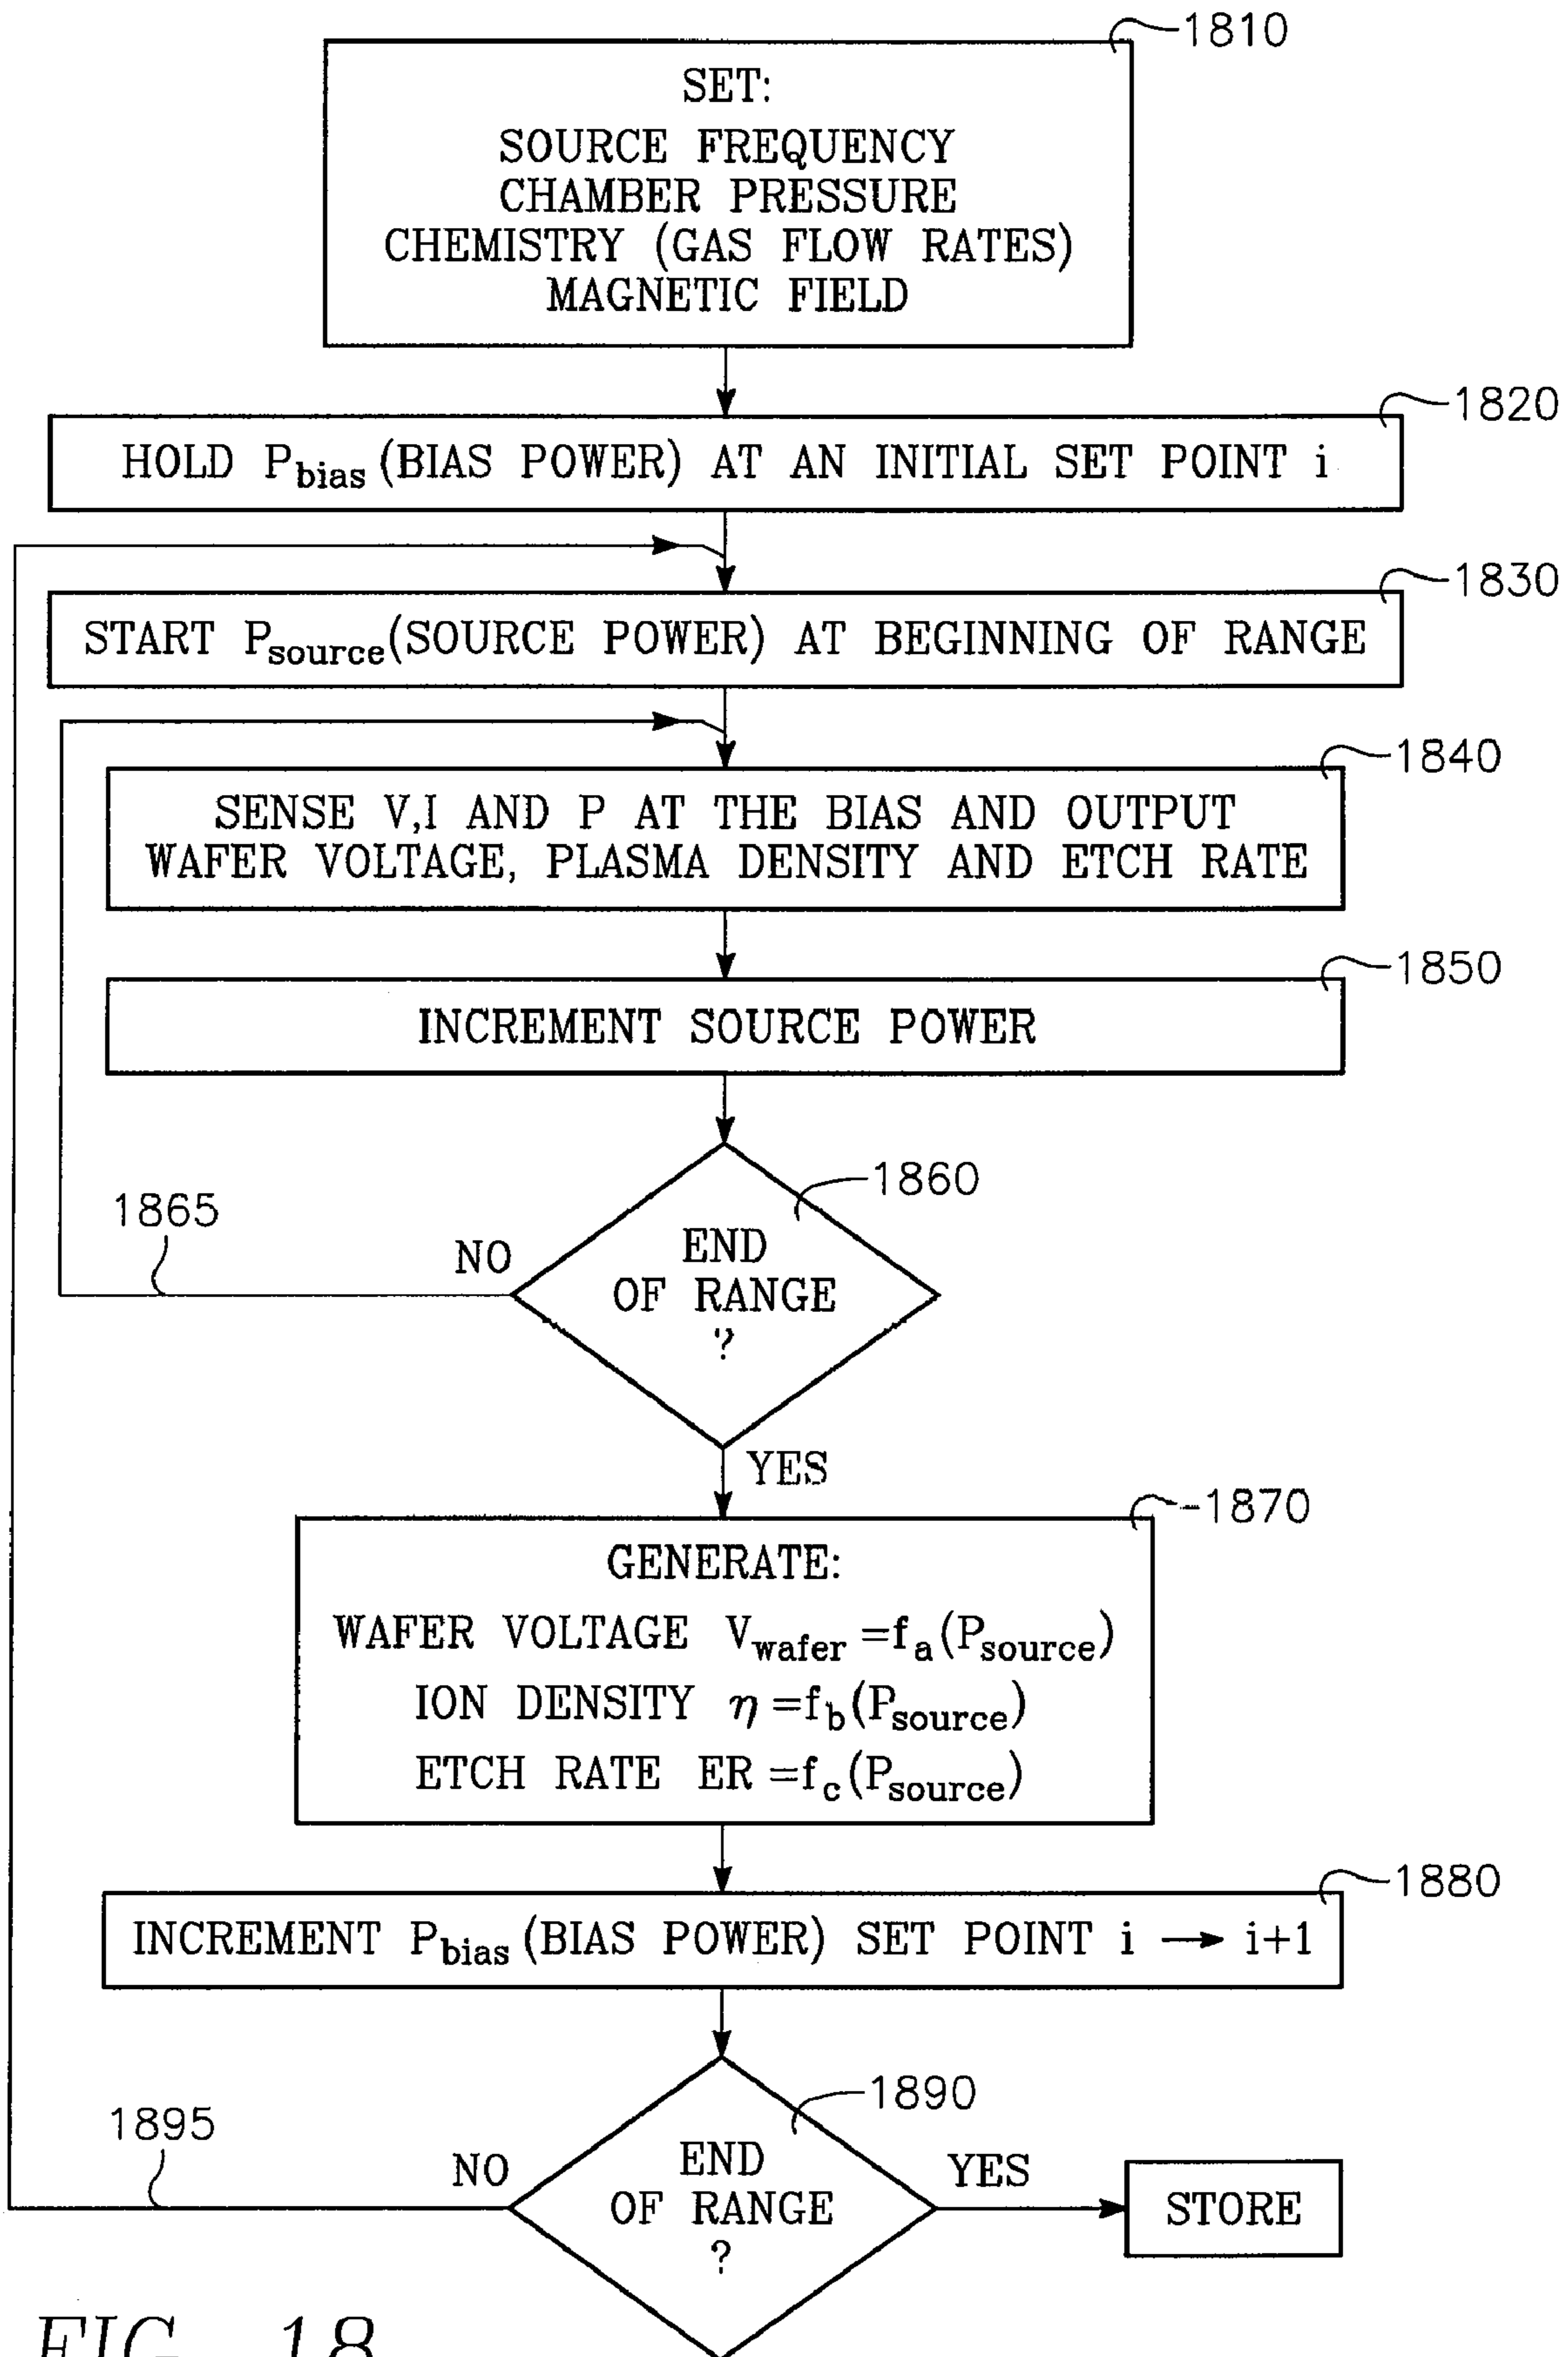 1810
SET:
SOURCE FREQUENCY
CHAMBER PRESSURE
CHEMISTRY (GAS FLOW RATES)
MAGNETIC FIELD
1820
HOLD Pbias (BIAS POWER) AT AN INITIAL SET POINT i
1830
START Psource (SOURCE POWER) AT BEGINNING OF RANGE
1840
SENSE V,I AND P AT THE BIAS AND OUTPUT
WAFER VOLTAGE, PLASMA DENSITY AND ETCH RATE
1850
INCREMENT SOURCE POWER
1860
1865
NO
END
OF RANGE
?
YES
1870
GENERATE:
WAFER VOLTAGE Vwafer =fa(Psource)
ION DENSITY η =fb(Psource)
ETCH RATE ER =fc(Psource)
1880
INCREMENT Pbias (BIAS POWER) SET POINT i → i+1
1890
1895
NO
END
OF RANGE
?
YES
STORE
FIG. 18